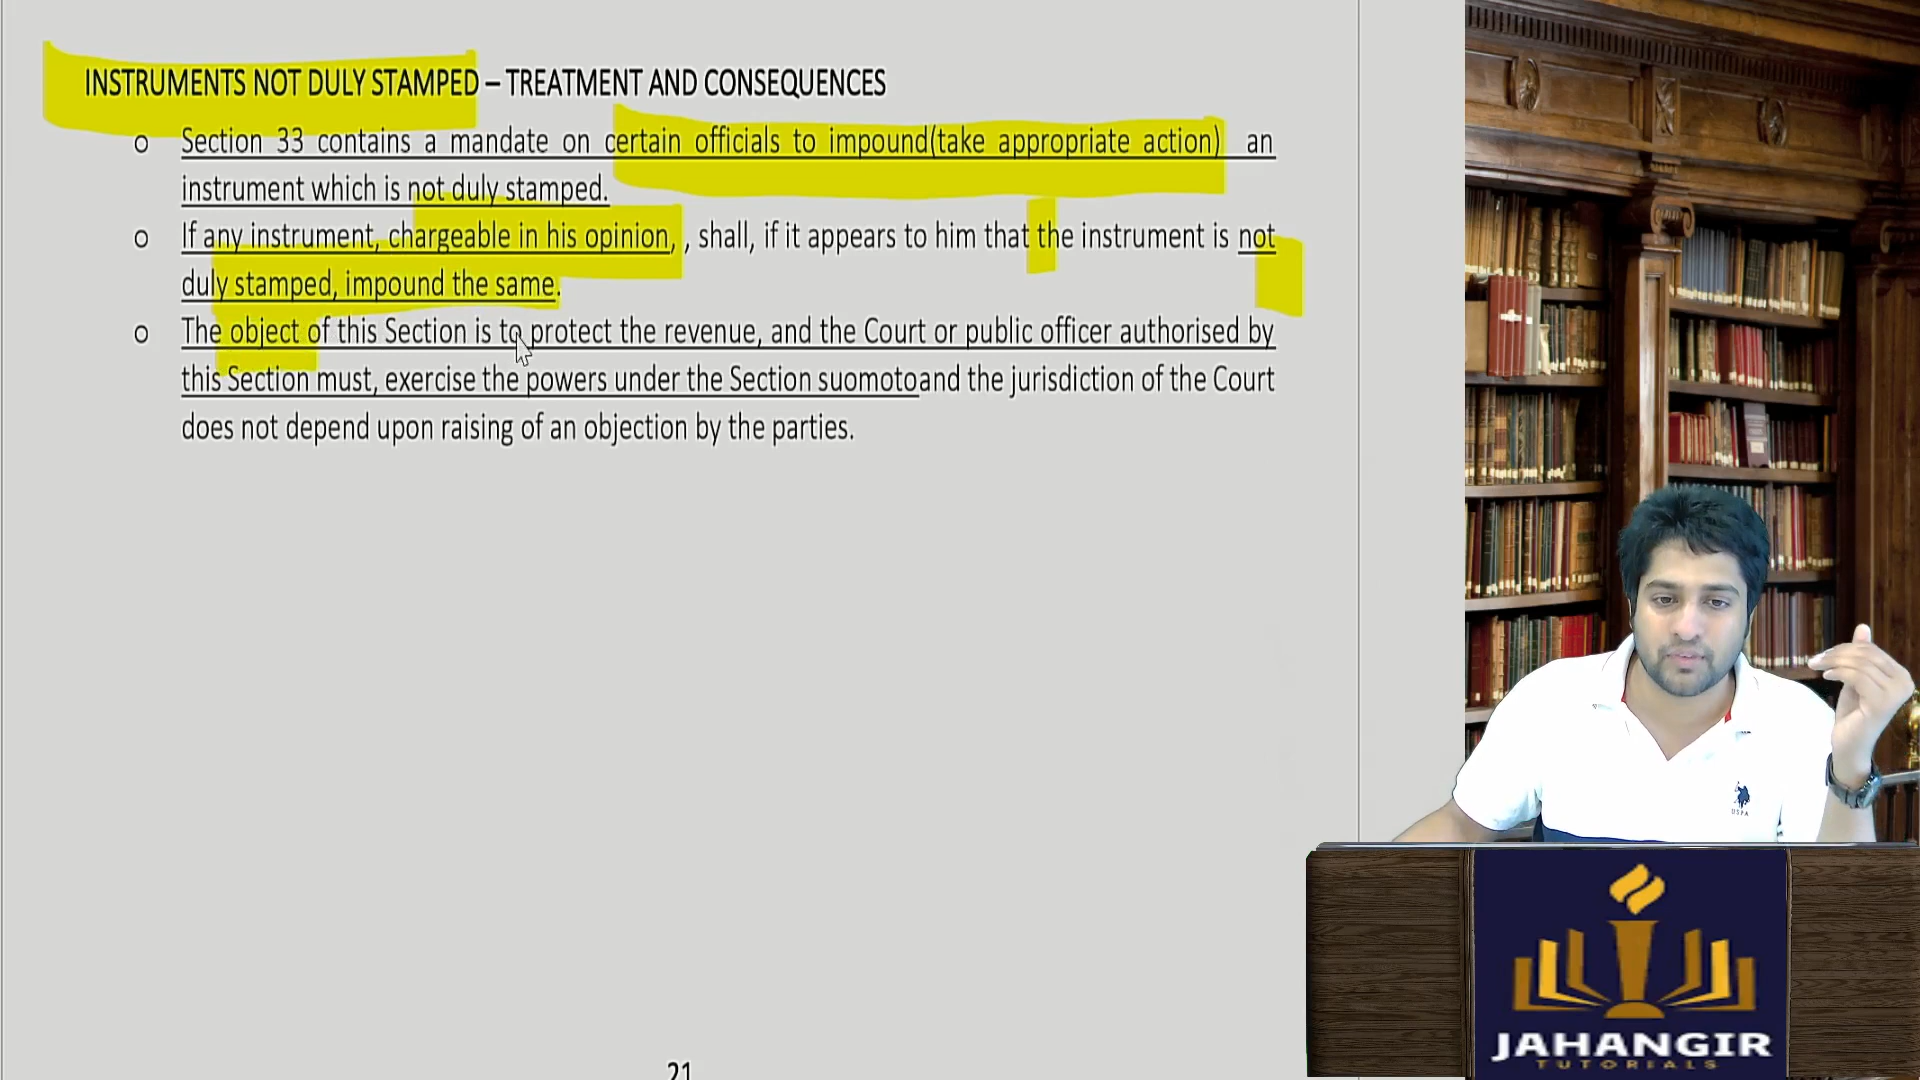 INSTRUMENTS NOT DULY STAMPED – TREATMENT AND CONSEQUENCES
o Section 33 contains a mandate on certain officials to impound(take appropriate action) an
instrument which is not duly stamped.
o If any instrument, chargeable in his opinion, , shall, if it appears to him that the instrument is not
duly stamped, impound the same.
o The object of this Section is to protect the revenue, and the Court or public officer authorised by
this Section must, exercise the powers under the Section suomotoand the jurisdiction of the Court
does not depend upon raising of an objection by the parties.
21
USPA
JAHANGIR
TUTORIALS